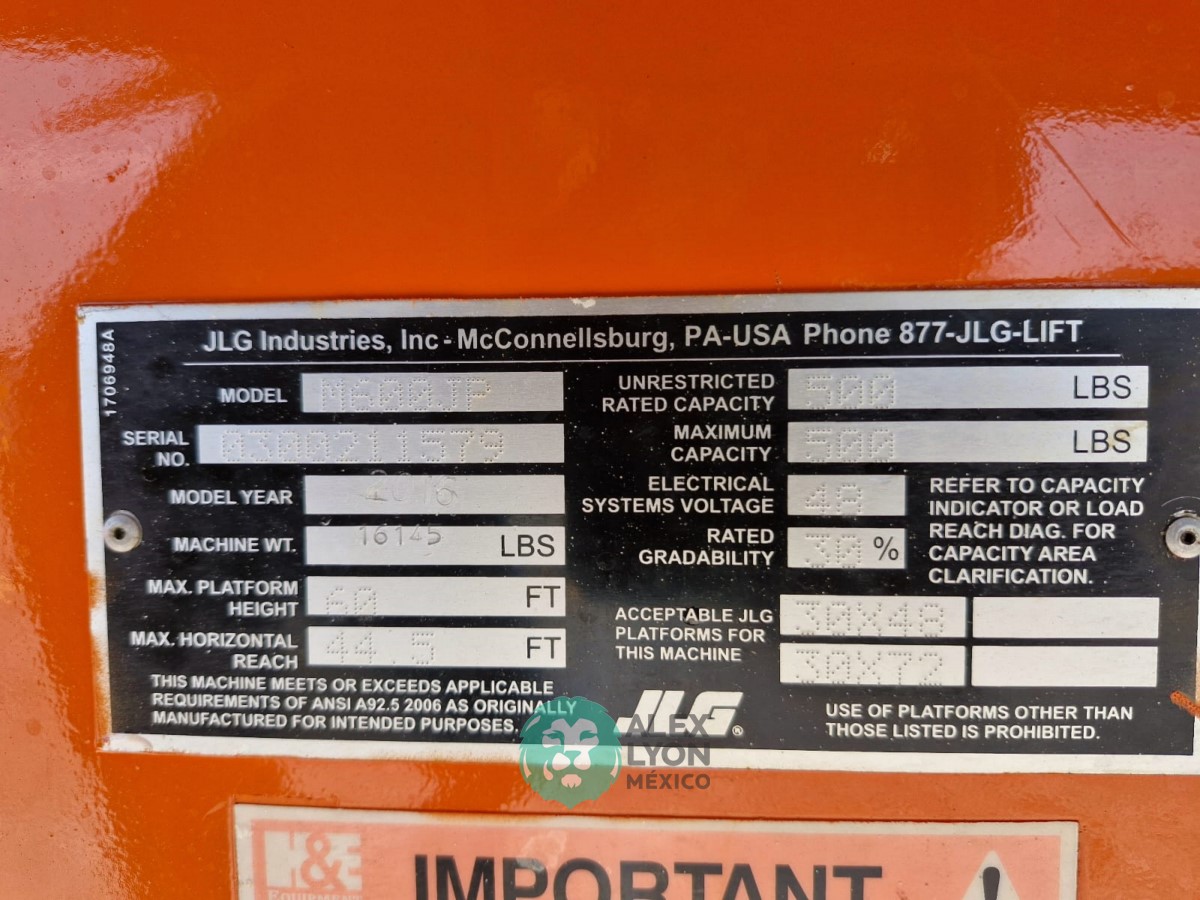 1706948A
JLG Industries, Inc - McConnellsburg, PA-USA Phone 877-JLG-LIFT
MODEL M600JP
SERIAL
NO. 0300211579
MODEL YEAR 2016
MACHINE WT. 16145 LBS
MAX. PLATFORM
HEIGHT 60 FT
MAX. HORIZONTAL
REACH 44.5 FT
THIS MACHINE MEETS OR EXCEEDS APPLICABLE
REQUIREMENTS OF ANSI A92.5 2006 AS ORIGINALLY
MANUFACTURED FOR INTENDED PURPOSES.
UNRESTRICTED
RATED CAPACITY 500 LBS
MAXIMUM
CAPACITY 500 LBS
ELECTRICAL
SYSTEMS VOLTAGE 48
RATED
GRADABILITY 30 %
REFER TO CAPACITY
INDICATOR OR LOAD
REACH DIAG. FOR
CAPACITY AREA
CLARIFICATION.
ACCEPTABLE JLG
PLATFORMS FOR
THIS MACHINE
30X48
30X72
JLG®
USE OF PLATFORMS OTHER THAN
THOSE LISTED IS PROHIBITED.
ALEX
LYON
MÉXICO
H&E
EQUIPMENT
IMPORTANT